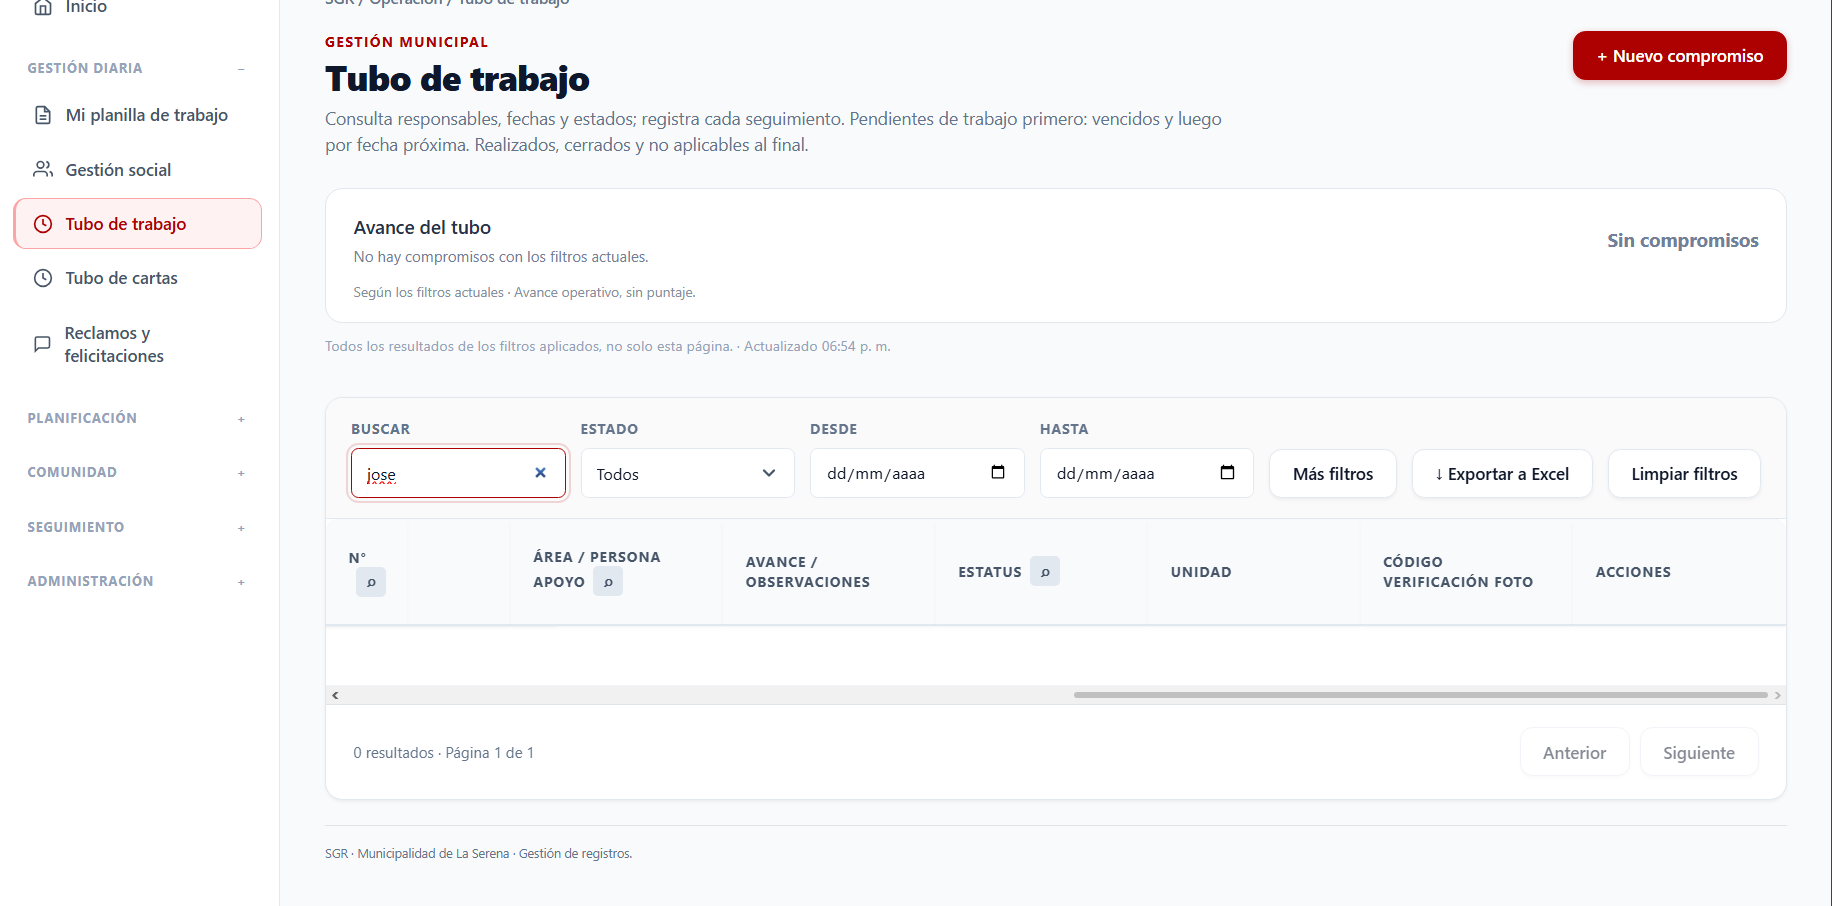 Inicio
GESTIÓN DIARIA −
Mi planilla de trabajo
Gestión social
Tubo de trabajo
Tubo de cartas
Reclamos y
felicitaciones
PLANIFICACIÓN +
COMUNIDAD +
SEGUIMIENTO +
ADMINISTRACIÓN +
SGR / Operación / Tubo de trabajo
GESTIÓN MUNICIPAL
Tubo de trabajo
+ Nuevo compromiso
Consulta responsables, fechas y estados; registra cada seguimiento. Pendientes de trabajo primero: vencidos y luego
por fecha próxima. Realizados, cerrados y no aplicables al final.
Avance del tubo
No hay compromisos con los filtros actuales.
Sin compromisos
Según los filtros actuales · Avance operativo, sin puntaje.
Todos los resultados de los filtros aplicados, no solo esta página. · Actualizado 06:54 p. m.
BUSCAR ESTADO DESDE HASTA
jose Todos dd/mm/aaaa dd/mm/aaaa Más filtros ↓ Exportar a Excel Limpiar filtros
N° ÁREA / PERSONA APOYO AVANCE / OBSERVACIONES ESTATUS UNIDAD CÓDIGO VERIFICACIÓN FOTO ACCIONES
0 resultados · Página 1 de 1
Anterior Siguiente
SGR · Municipalidad de La Serena · Gestión de registros.